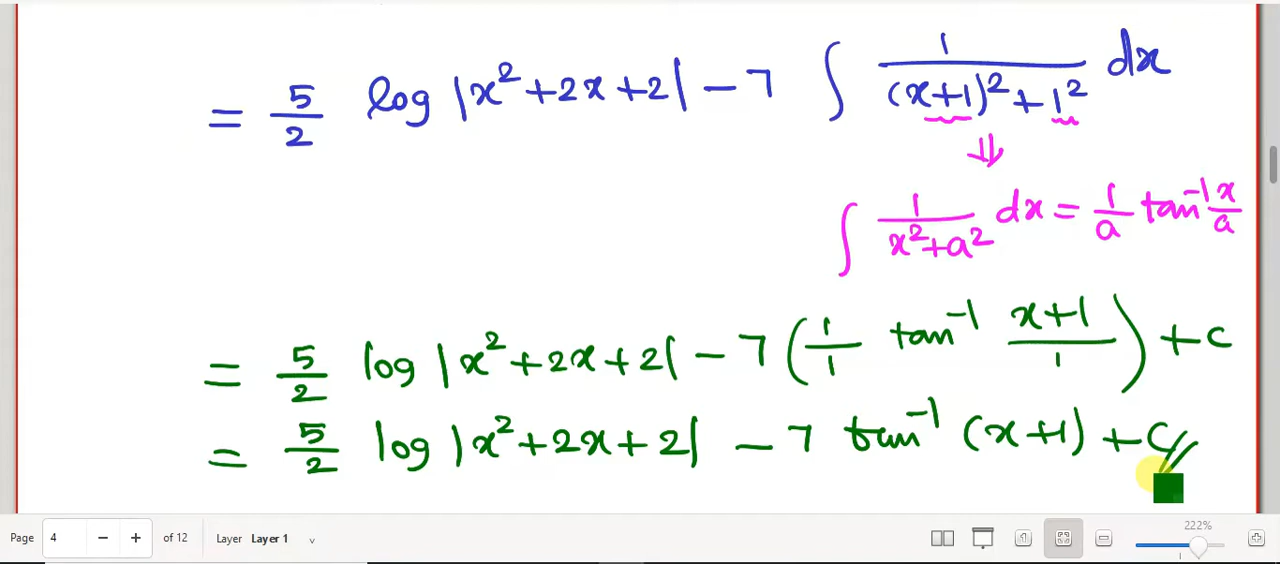 = 5/2 log |x² + 2x + 2| − 7 ∫ 1/((x+1)² + 1²) dx
⇓
∫ 1/(x² + a²) dx = 1/a tan⁻¹ x/a
= 5/2 log |x² + 2x + 2| − 7 (1/1 tan⁻¹ (x+1)/1) + C
= 5/2 log |x² + 2x + 2| − 7 tan⁻¹ (x+1) + C//
Page 4 − + of 12 Layer Layer 1 222%